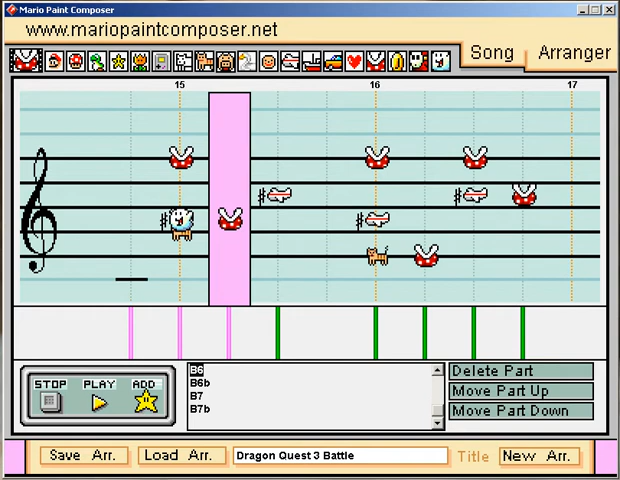 Mario Paint Composer
www.mariopaintcomposer.net
Song
Arranger
15
16
17
STOP
PLAY
ADD
B6
B6b
B7
B7b
Delete Part
Move Part Up
Move Part Down
Save Arr.
Load Arr.
Dragon Quest 3 Battle
Title
New Arr.